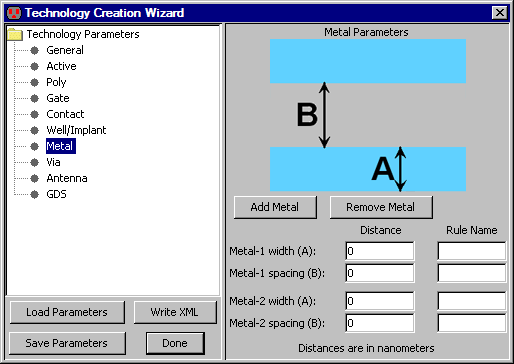 Technology Creation Wizard
Technology Parameters
General
Active
Poly
Gate
Contact
Well/Implant
Metal
Via
Antenna
GDS
Load Parameters
Write XML
Save Parameters
Done
Metal Parameters
B
A
Add Metal
Remove Metal
Distance
Rule Name
Metal-1 width (A):
0
Metal-1 spacing (B):
0
Metal-2 width (A):
0
Metal-2 spacing (B):
0
Distances are in nanometers